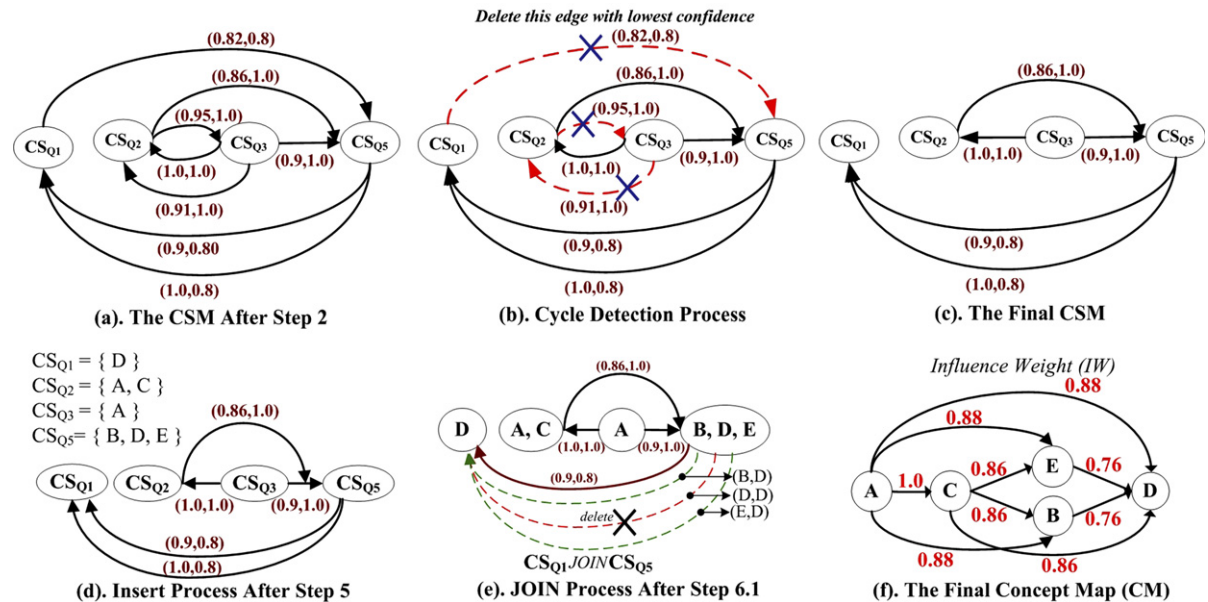 (0.82,0.8)
(0.86,1.0)
(0.95,1.0)
CSQ1
CSQ2
CSQ3
CSQ5
(1.0,1.0)
(0.9,1.0)
(0.91,1.0)
(0.9,0.80
(1.0,0.8)
(a). The CSM After Step 2
Delete this edge with lowest confidence
(0.82,0.8)
(0.86,1.0)
(0.95,1.0)
CSQ1
CSQ2
CSQ3
CSQ5
(1.0,1.0)
(0.9,1.0)
(0.91,1.0)
(0.9,0.8)
(1.0,0.8)
(b). Cycle Detection Process
(0.86,1.0)
CSQ1
CSQ2
CSQ3
CSQ5
(1.0,1.0)
(0.9,1.0)
(0.9,0.8)
(1.0,0.8)
(c). The Final CSM
CSQ1 = { D }
CSQ2 = { A, C }
CSQ3 = { A }
CSQ5= { B, D, E }
(0.86,1.0)
CSQ1
CSQ2
CSQ3
CSQ5
(1.0,1.0)
(0.9,1.0)
(0.9,0.8)
(1.0,0.8)
(d). Insert Process After Step 5
(0.86,1.0)
D
A, C
A
B, D, E
(1.0,1.0)
(0.9,1.0)
(0.9,0.8)
(B,D)
(D,D)
(E,D)
delete
CSQ1JOINCSQ5
(e). JOIN Process After Step 6.1
Influence Weight (IW)
0.88
0.88
E
0.86
0.76
1.0
A
C
D
0.86
B
0.76
0.88
0.86
(f). The Final Concept Map (CM)